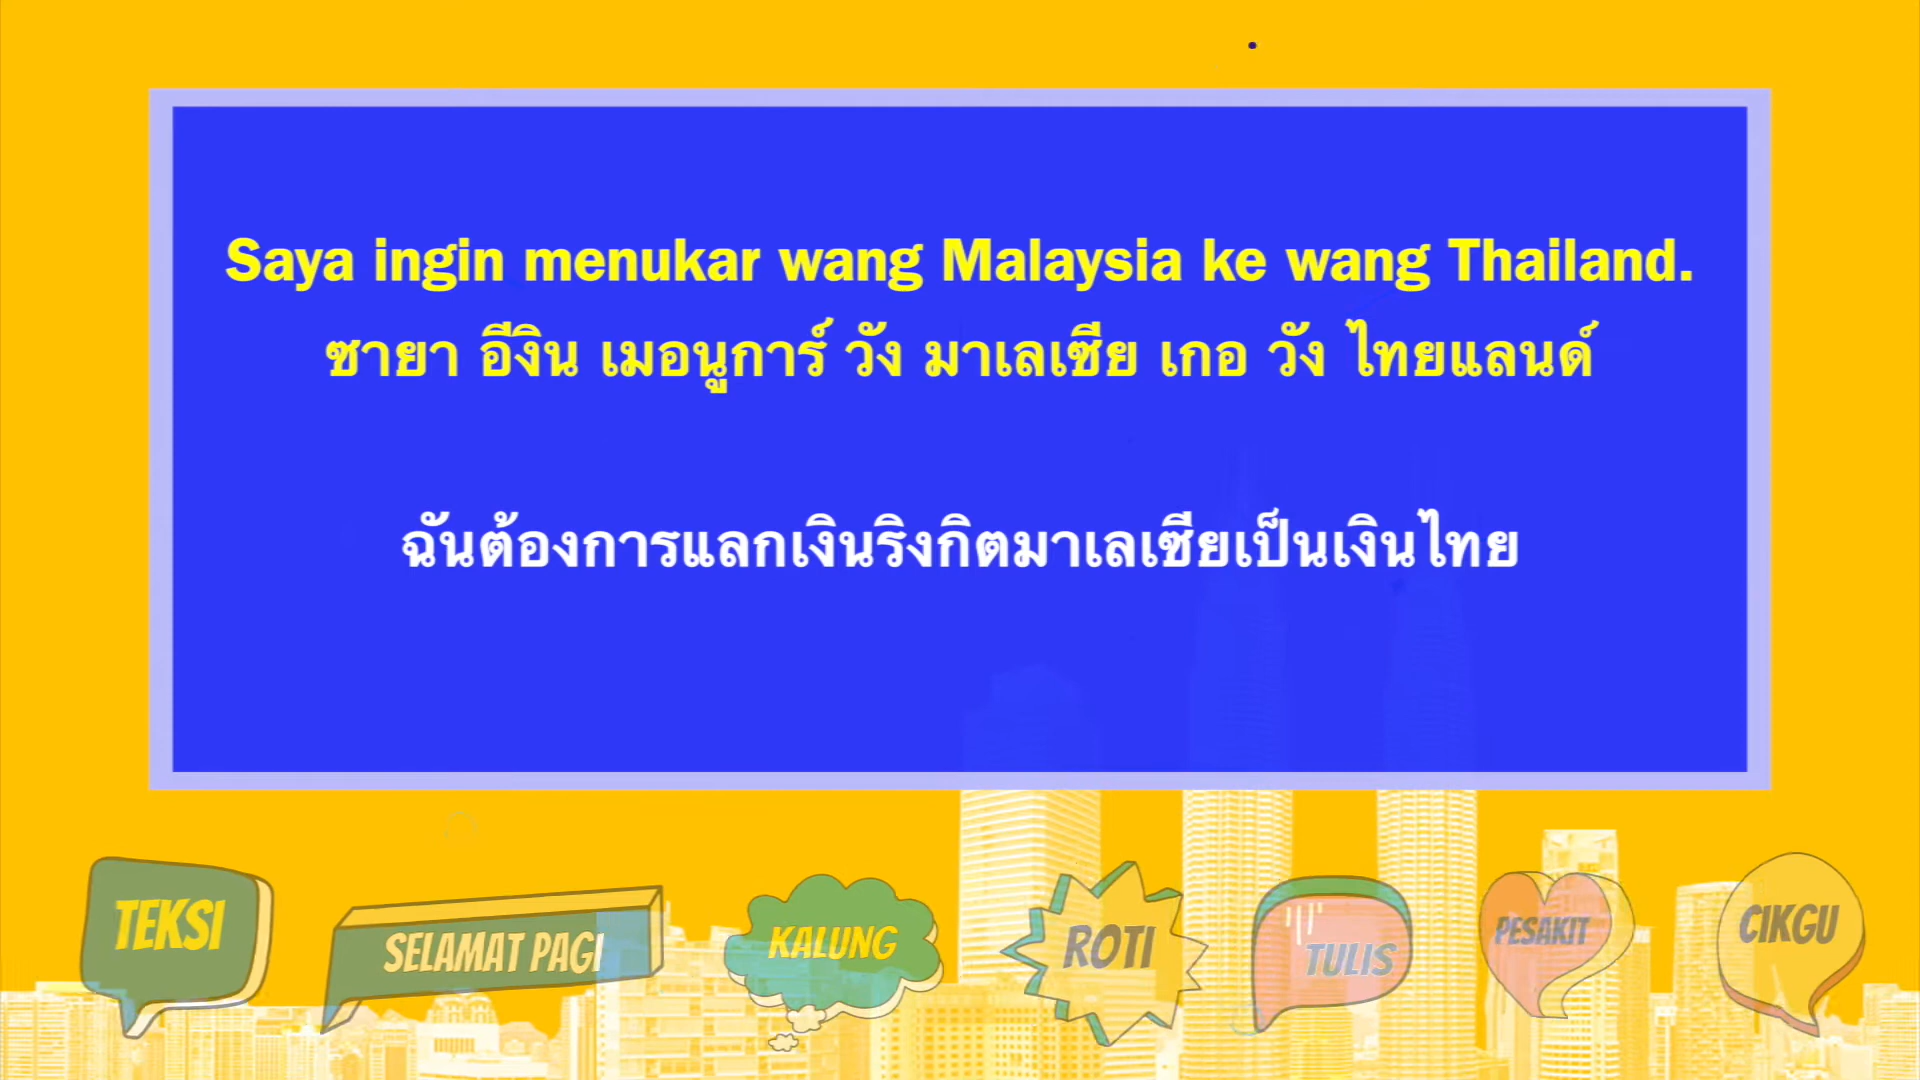 Saya ingin menukar wang Malaysia ke wang Thailand.
ซายา อีงิน เมอนูการ์ วัง มาเลเซีย เกอ วัง ไทยแลนด์
ฉันต้องการแลกเงินริงกิตมาเลเซียเป็นเงินไทย
TEKSI
SELAMAT PAGI
KALUNG
ROTI
TULIS
PESAKIT
CIKGU